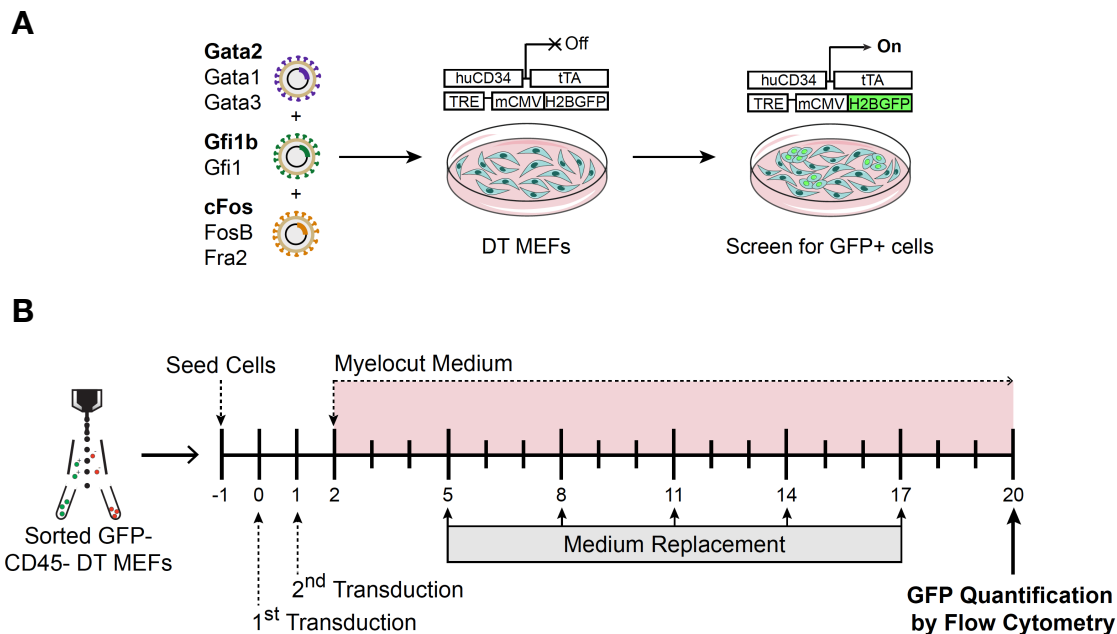 A
Gata2
Gata1
Gata3
+
Gfi1b
Gfi1
+
cFos
FosB
Fra2
Off
huCD34 tTA
TRE mCMV H2BGFP
DT MEFs
On
huCD34 tTA
TRE mCMV H2BGFP
Screen for GFP+ cells
B
Sorted GFP-
CD45- DT MEFs
Seed Cells
Myelocut Medium
-1 0 1 2 5 8 11 14 17 20
Medium Replacement
2nd Transduction
1st Transduction
GFP Quantification
by Flow Cytometry